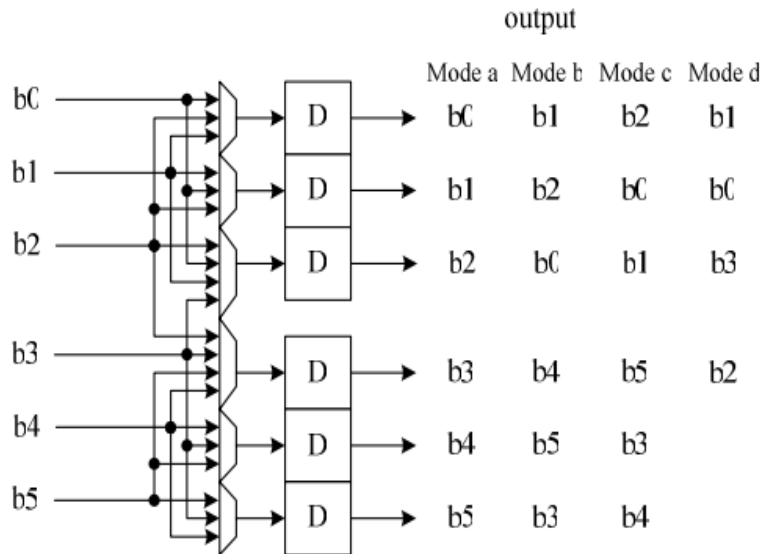 output
Mode a Mode b Mode c Mode d
b0 D b0 b1 b2 b1
b1 D b1 b2 b0 b0
b2 D b2 b0 b1 b3
b3 D b3 b4 b5 b2
b4 D b4 b5 b3
b5 D b5 b3 b4